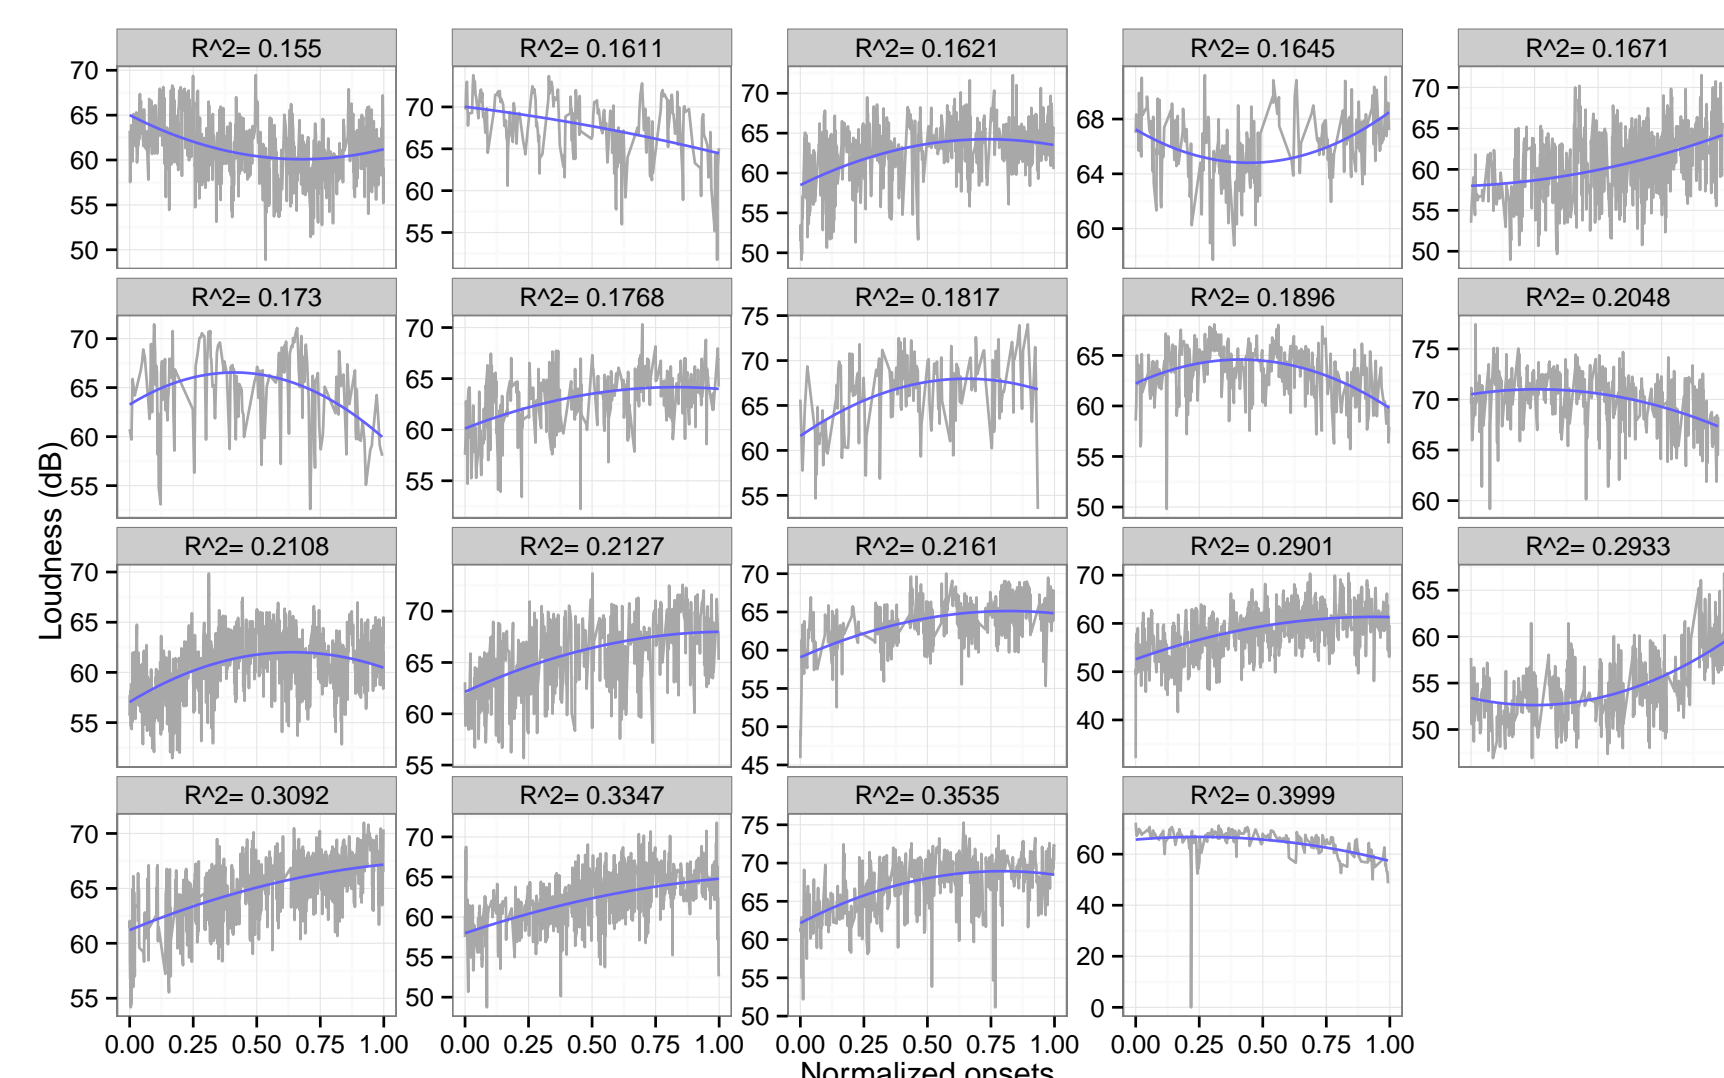 R^2= 0.155 R^2= 0.1611 R^2= 0.1621 R^2= 0.1645 R^2= 0.1671
70 65 60 55 50
70 65 60 55
70 65 60 55 50
68 64 60
70 65 60 55 50
R^2= 0.173 R^2= 0.1768 R^2= 0.1817 R^2= 0.1896 R^2= 0.2048
70 65 60 55
70 65 60 55
75 70 65 60 55
65 60 55 50
75 70 65 60
Loudness (dB)
R^2= 0.2108 R^2= 0.2127 R^2= 0.2161 R^2= 0.2901 R^2= 0.2933
70 65 60 55
70 65 60 55
70 65 60 55 50 45
70 60 50 40
65 60 55 50
R^2= 0.3092 R^2= 0.3347 R^2= 0.3535 R^2= 0.3999
70 65 60 55
70 65 60 55 50
75 70 65 60 55 50
60 40 20 0
0.00 0.25 0.50 0.75 1.00 0.00 0.25 0.50 0.75 1.00 0.00 0.25 0.50 0.75 1.00 0.00 0.25 0.50 0.75 1.00
Normalized onsets